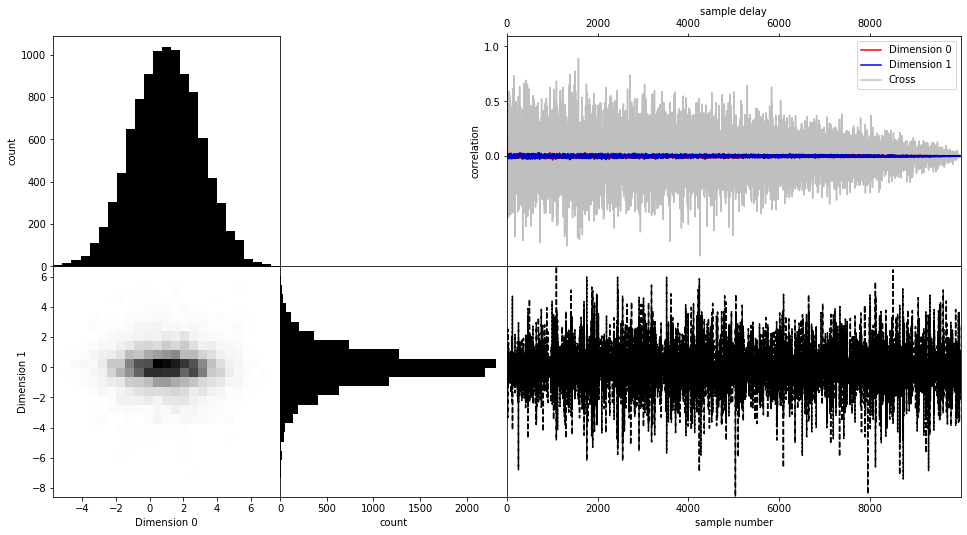 sample delay
0 2000 4000 6000 8000
1000
800
600
400
200
0
count
1.0
0.5
0.0
correlation
Dimension 0
Dimension 1
Cross
6
4
2
0
−2
−4
−6
−8
Dimension 1
−4 −2 0 2 4 6
Dimension 0
0 500 1000 1500 2000
count
0 2000 4000 6000 8000
sample number